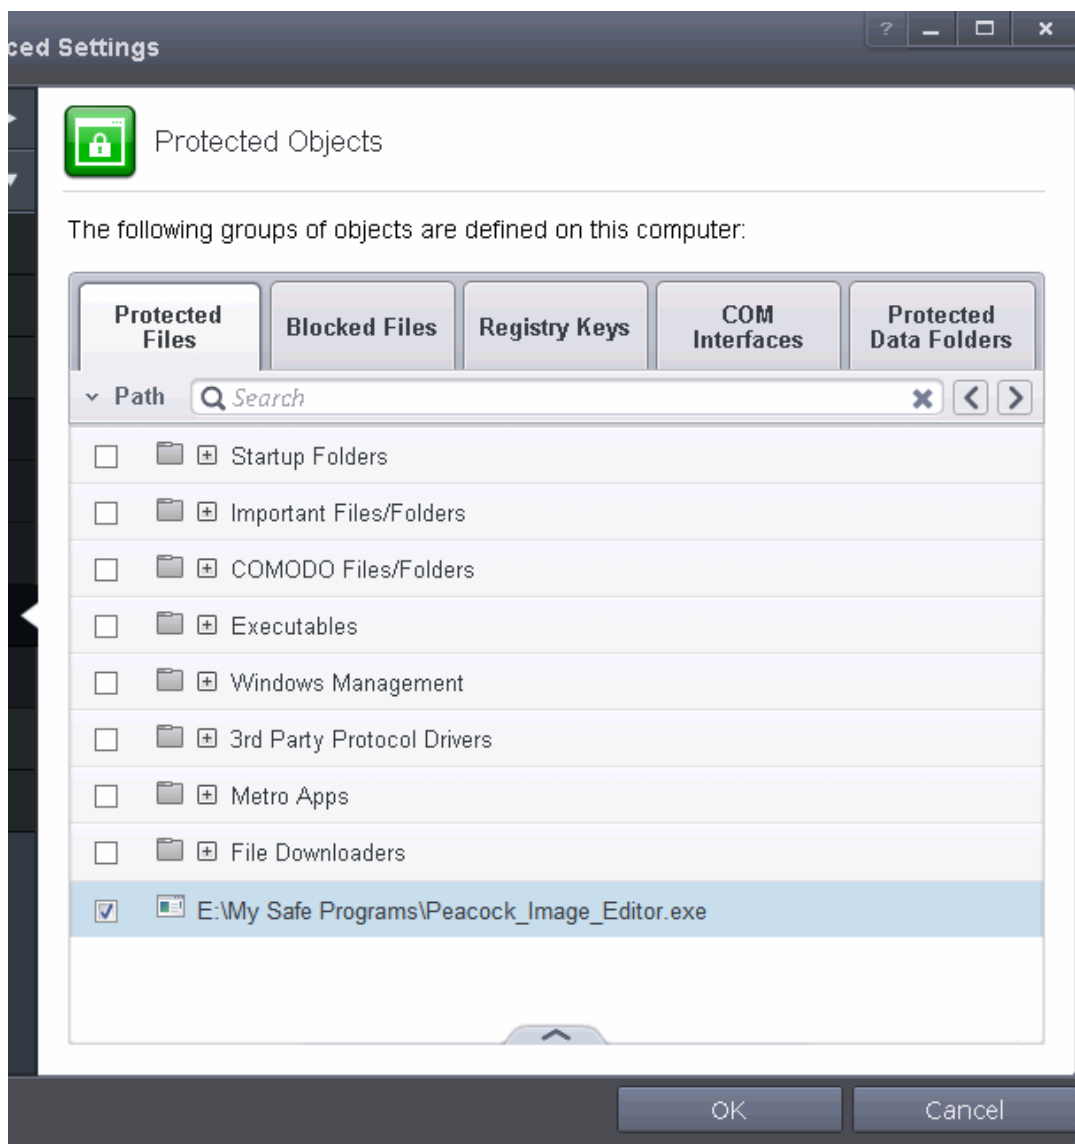 ced Settings
?
Protected Objects
The following groups of objects are defined on this computer:
Protected
Files
Blocked Files
Registry Keys
COM
Interfaces
Protected
Data Folders
Path
Search
Startup Folders
Important Files/Folders
COMODO Files/Folders
Executables
Windows Management
3rd Party Protocol Drivers
Metro Apps
File Downloaders
E:\My Safe Programs\Peacock_Image_Editor.exe
OK
Cancel